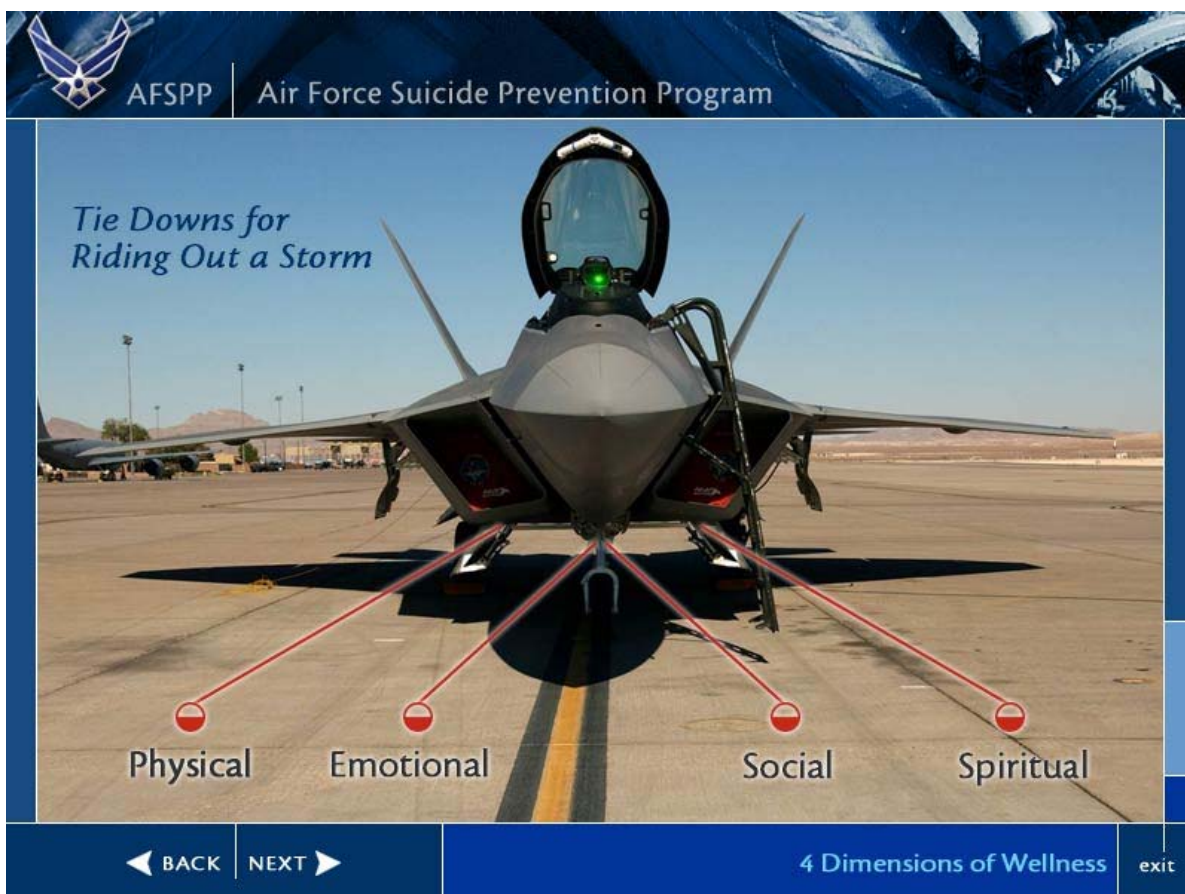 AFSPP
Air Force Suicide Prevention Program
Tie Downs for
Riding Out a Storm
Physical
Emotional
Social
Spiritual
BACK
NEXT
4 Dimensions of Wellness
exit